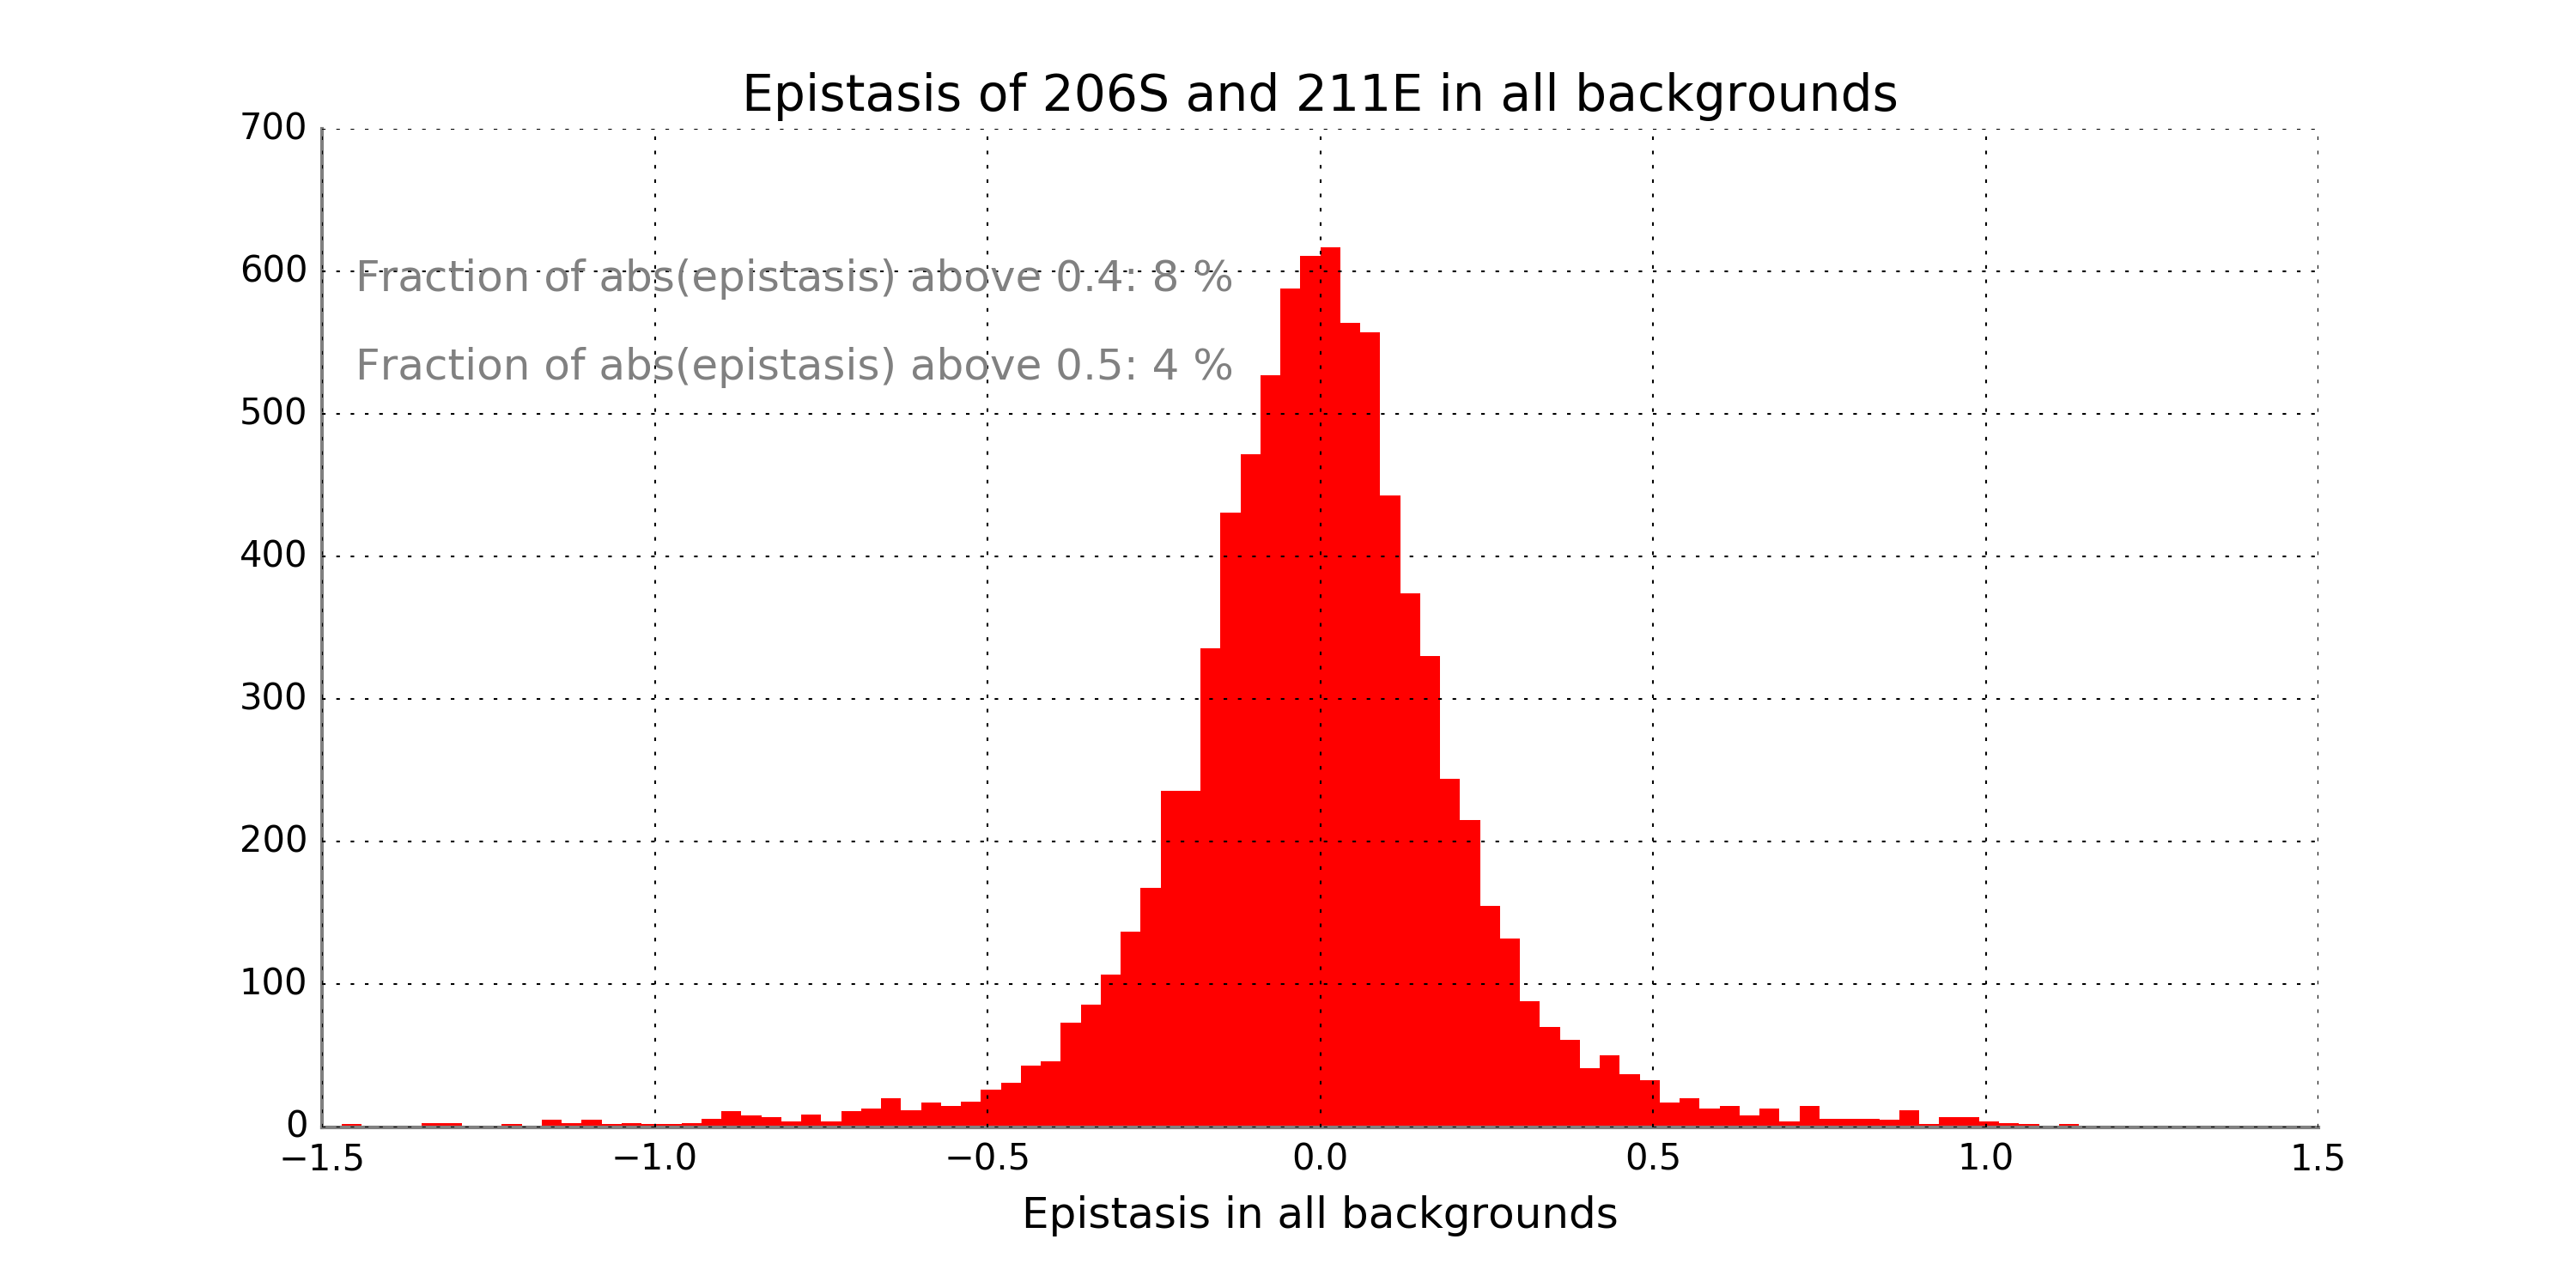 Epistasis of 206S and 211E in all backgrounds
700
600
500
400
300
200
100
0
Fraction of abs(epistasis) above 0.4: 8 %
Fraction of abs(epistasis) above 0.5: 4 %
−1.5 −1.0 −0.5 0.0 0.5 1.0 1.5
Epistasis in all backgrounds